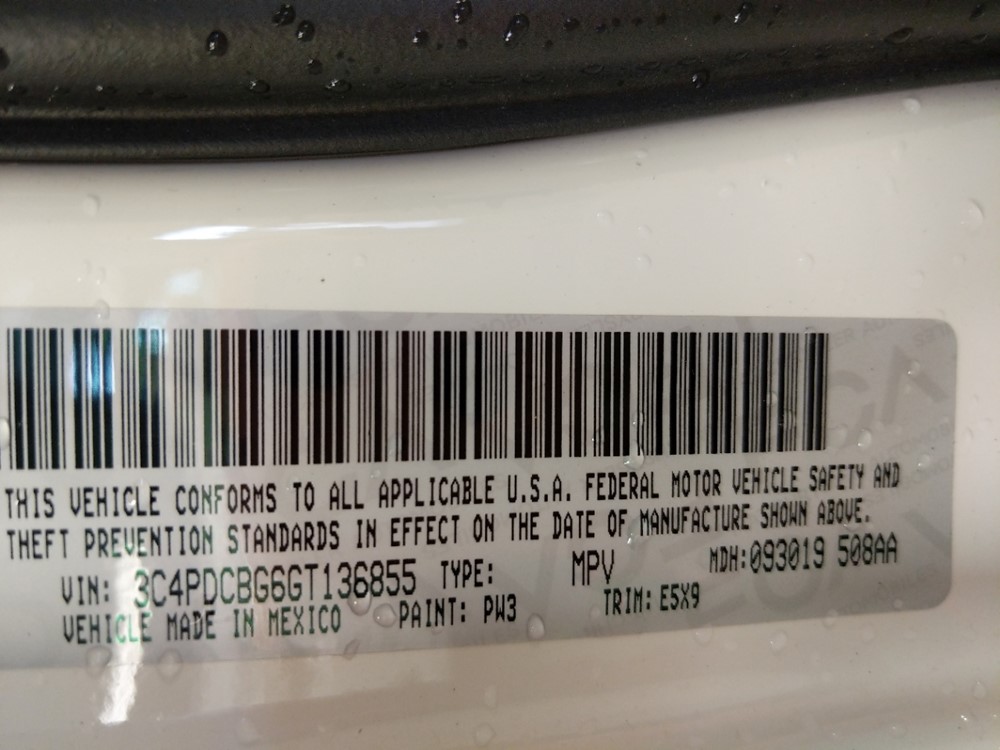 THIS VEHICLE CONFORMS TO ALL APPLICABLE U.S.A. FEDERAL MOTOR VEHICLE SAFETY AND
THEFT PREVENTION STANDARDS IN EFFECT ON THE DATE OF MANUFACTURE SHOWN ABOVE.
VIN: 3C4PDCBG6GT136855 TYPE: MPV MDH:093019 508AA
VEHICLE MADE IN MEXICO PAINT: PW3 TRIM: E5X9